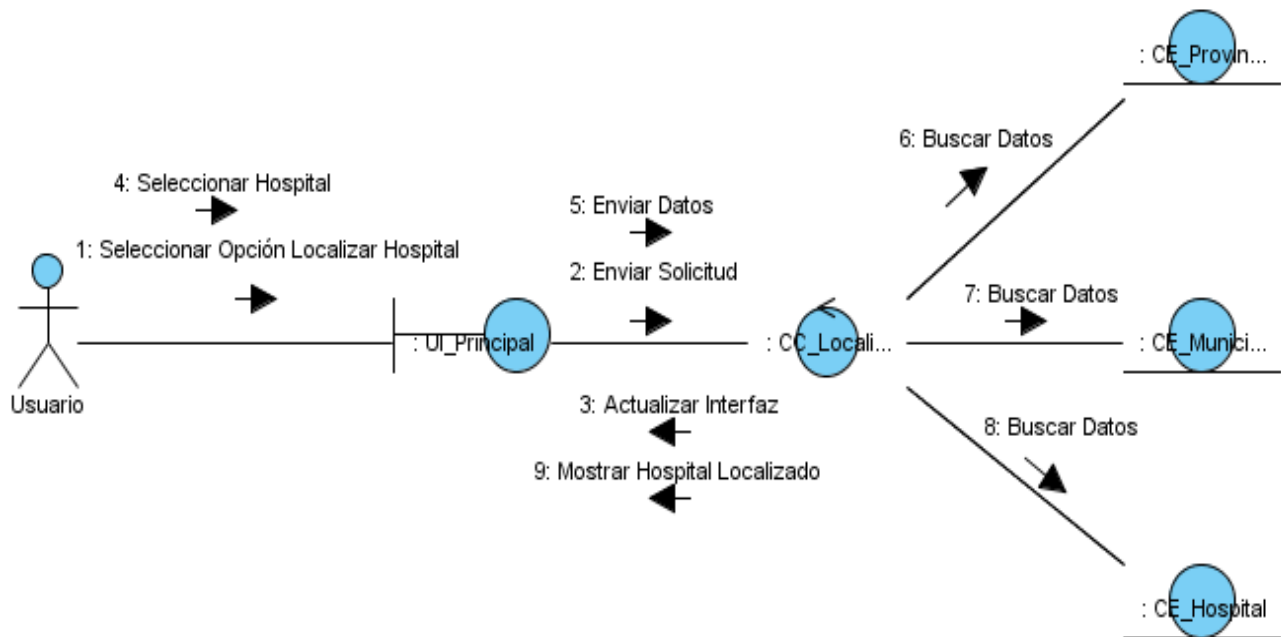 : CE_Provin...
6: Buscar Datos
4: Seleccionar Hospital
5: Enviar Datos
1: Seleccionar Opción Localizar Hospital
2: Enviar Solicitud
7: Buscar Datos
: UI_Principal
: CC_Locali...
: CE_Munici...
Usuario
3: Actualizar Interfaz
8: Buscar Datos
9: Mostrar Hospital Localizado
: CE_Hospital